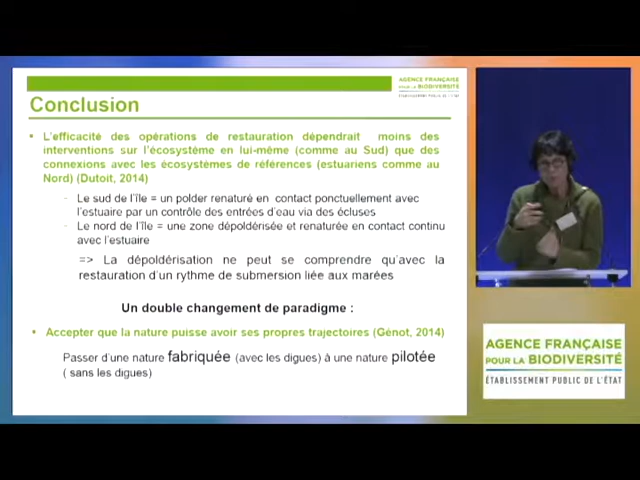 AGENCE FRANÇAISE
POUR LA BIODIVERSITÉ
Conclusion
• L'efficacité des opérations de restauration dépendrait moins des
interventions sur l'écosystème en lui-même (comme au Sud) que des
connexions avec les écosystèmes de références (estuariens comme au
Nord) (Dutoit, 2014)
- Le sud de l'île = un polder renaturé en contact ponctuellement avec
l'estuaire par un contrôle des entrées d'eau via des écluses
- Le nord de l'île = une zone dépoldérisée et renaturée en contact continu
avec l'estuaire
=> La dépoldérisation ne peut se comprendre qu'avec la
restauration d'un rythme de submersion liée aux marées
Un double changement de paradigme :
• Accepter que la nature puisse avoir ses propres trajectoires (Génot, 2014)
Passer d'une nature fabriquée (avec les digues) à une nature pilotée
( sans les digues)
AGENCE FRANÇAISE
POUR LA BIODIVERSITÉ
ÉTABLISSEMENT PUBLIC DE L'ÉTAT